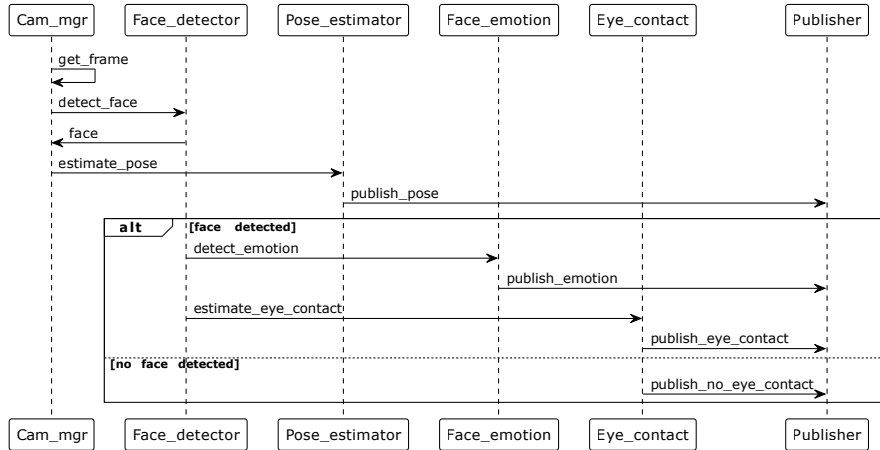 Cam_mgr Face_detector Pose_estimator Face_emotion Eye_contact Publisher
get_frame
detect_face
face
estimate_pose
publish_pose
alt [face detected]
detect_emotion
publish_emotion
estimate_eye_contact
publish_eye_contact
[no face detected]
publish_no_eye_contact
Cam_mgr Face_detector Pose_estimator Face_emotion Eye_contact Publisher